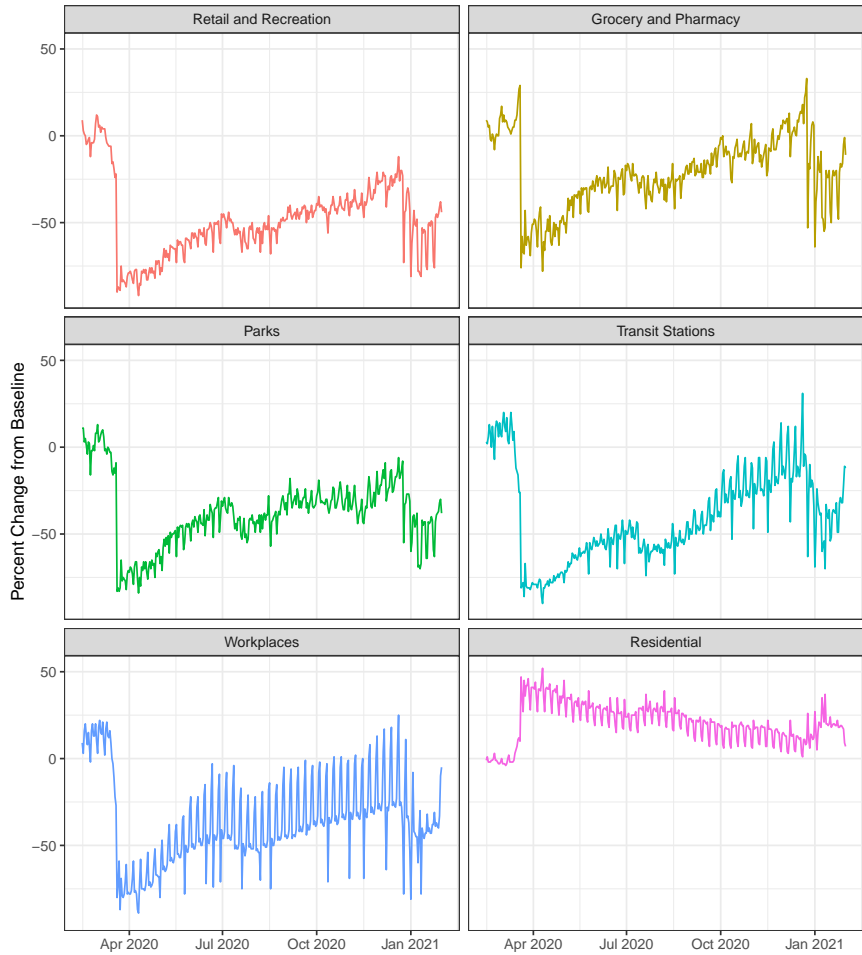 Retail and Recreation
Grocery and Pharmacy
50
0
−50
Parks
Transit Stations
50
0
−50
Percent Change from Baseline
Workplaces
Residential
50
0
−50
Apr 2020 Jul 2020 Oct 2020 Jan 2021
Apr 2020 Jul 2020 Oct 2020 Jan 2021